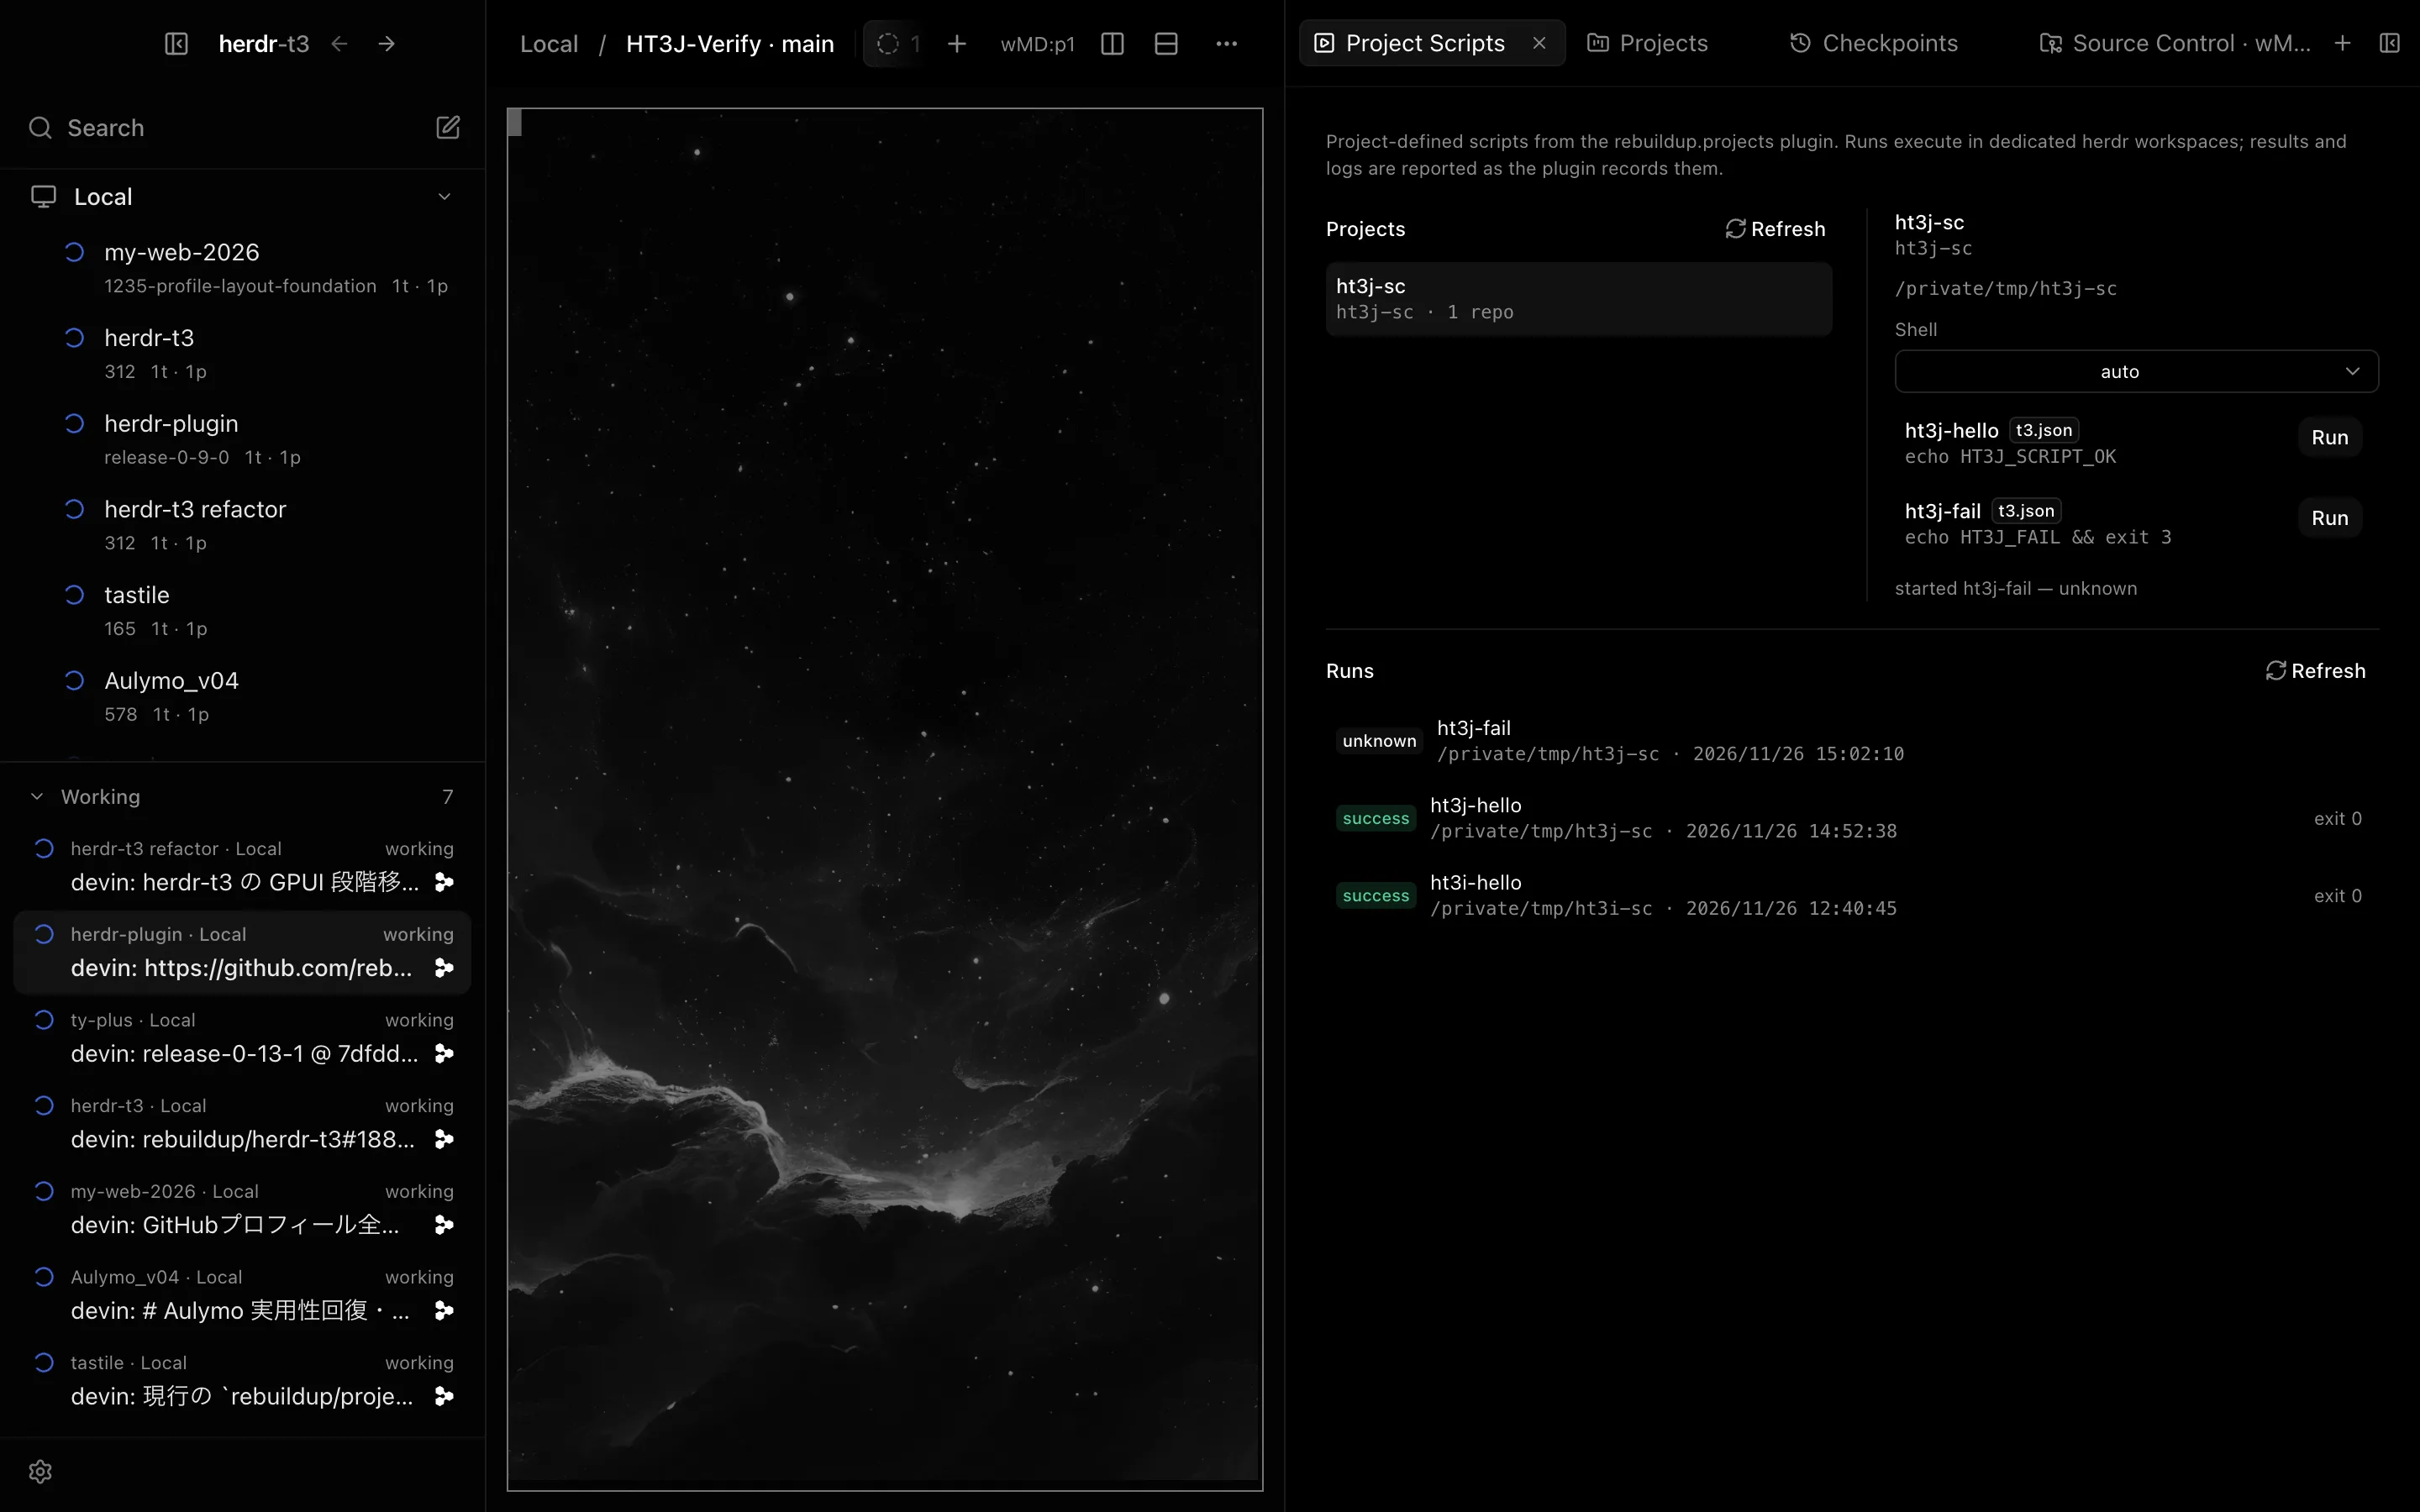 herdr-t3
Search
Local
my-web-2026
1235-profile-layout-foundation 1t · 1p
herdr-t3
312 1t · 1p
herdr-plugin
release-0-9-0 1t · 1p
herdr-t3 refactor
312 1t · 1p
tastile
165 1t · 1p
Aulymo_v04
578 1t · 1p
Working 7
herdr-t3 refactor · Local working
devin: herdr-t3 の GPUI 段階移...
herdr-plugin · Local working
devin: https://github.com/reb...
ty-plus · Local working
devin: release-0-13-1 @ 7dfdd...
herdr-t3 · Local working
devin: rebuildup/herdr-t3#188...
my-web-2026 · Local working
devin: GitHubプロフィール全...
Aulymo_v04 · Local working
devin: # Aulymo 実用性回復・...
tastile · Local working
devin: 現行の `rebuildup/proje...
Local / HT3J-Verify · main 1 wMD:p1
Project Scripts Projects Checkpoints Source Control · wM...
Project-defined scripts from the rebuildup.projects plugin. Runs execute in dedicated herdr workspaces; results and
logs are reported as the plugin records them.
Projects Refresh
ht3j-sc
ht3j-sc · 1 repo
ht3j-sc
ht3j-sc
/private/tmp/ht3j-sc
Shell
auto
ht3j-hello t3.json Run
echo HT3J_SCRIPT_OK
ht3j-fail t3.json Run
echo HT3J_FAIL && exit 3
started ht3j-fail — unknown
Runs Refresh
unknown ht3j-fail
/private/tmp/ht3j-sc · 2026/11/26 15:02:10
success ht3j-hello exit 0
/private/tmp/ht3j-sc · 2026/11/26 14:52:38
success ht3i-hello exit 0
/private/tmp/ht3i-sc · 2026/11/26 12:40:45